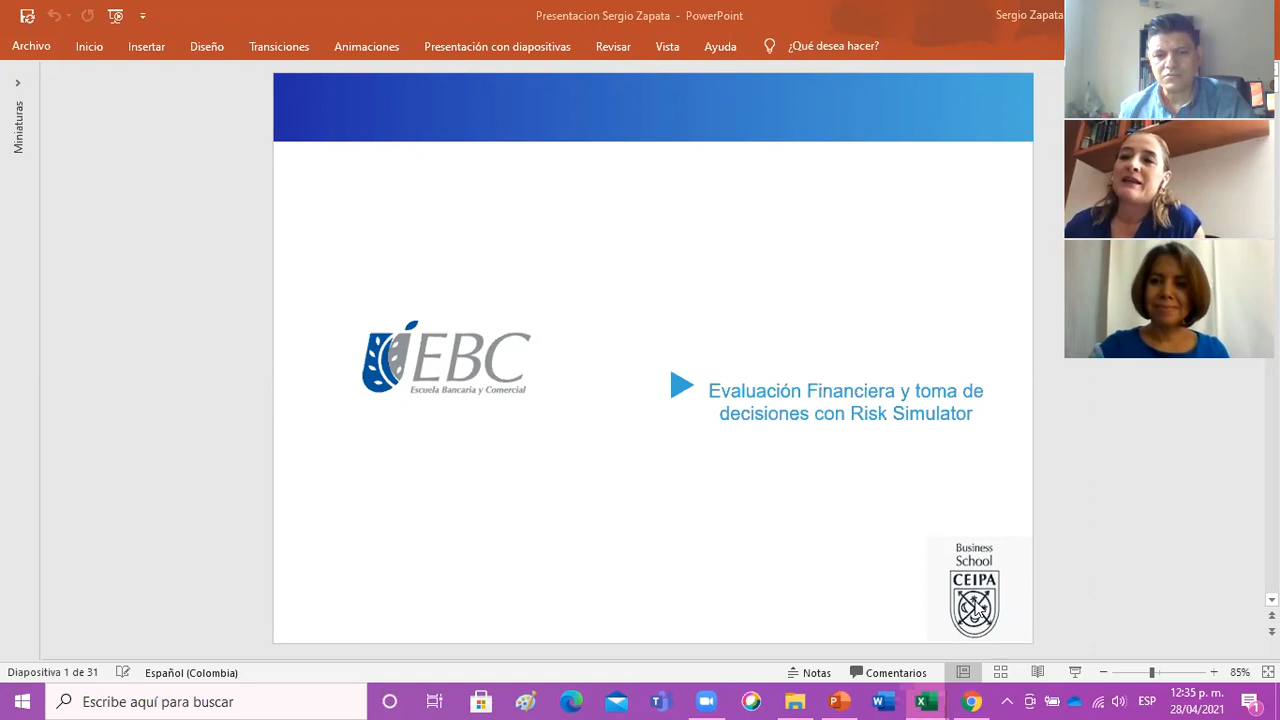 Presentacion Sergio Zapata - PowerPoint
Sergio Zapata
Archivo Inicio Insertar Diseño Transiciones Animaciones Presentación con diapositivas Revisar Vista Ayuda ¿Qué desea hacer?
Miniaturas
EBC
Escuela Bancaria y Comercial
Evaluación Financiera y toma de
decisiones con Risk Simulator
Business
School
CEIPA
Diapositiva 1 de 31 Español (Colombia) Notas Comentarios 85%
Escribe aquí para buscar
ESP
12:35 p. m.
28/04/2021